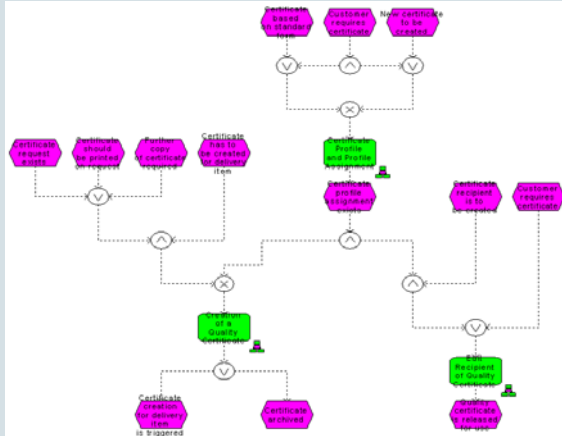 Certificate
based
on standard
form
Customer
requires
certificate
New certificate
to be
created
Certificate
Profile
and Profile
Assignment
Certificate
request
exists
Certificate
should
be printed
on request
Further
copy
of certificate
required
Certificate
has to
be created
for delivery
item
Certificate
profile
assignment
exists
Certificate
recipient
is to
be created
Customer
requires
certificate
Creation
of a
Quality
Certificate
Edit
Recipient
of Quality
Certificate
Certificate
creation
for delivery
item
is triggered
Certificate
archived
Quality
certificate
is released
for use